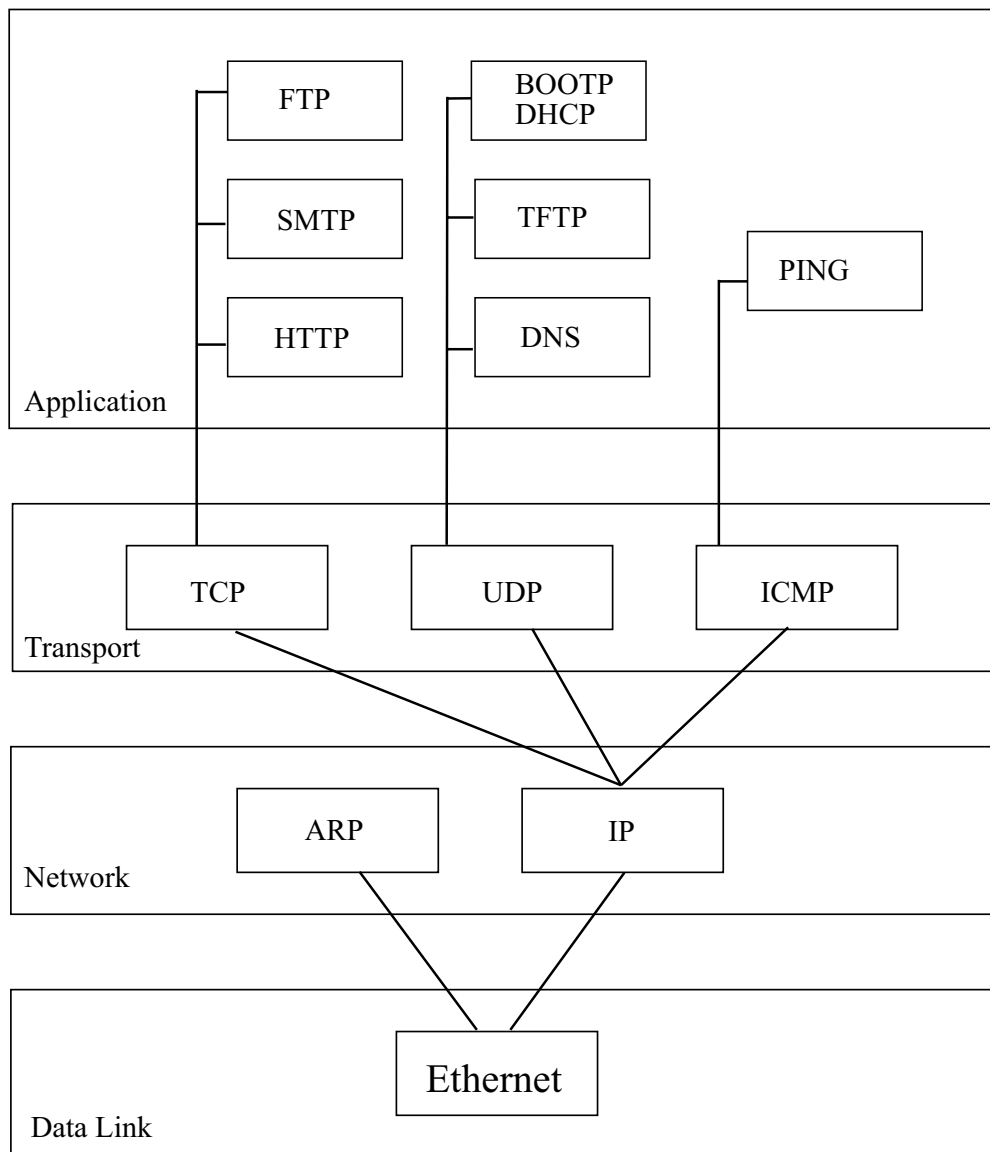 FTP
BOOTP
DHCP
SMTP
TFTP
PING
HTTP
DNS
Application
TCP
UDP
ICMP
Transport
ARP
IP
Network
Ethernet
Data Link